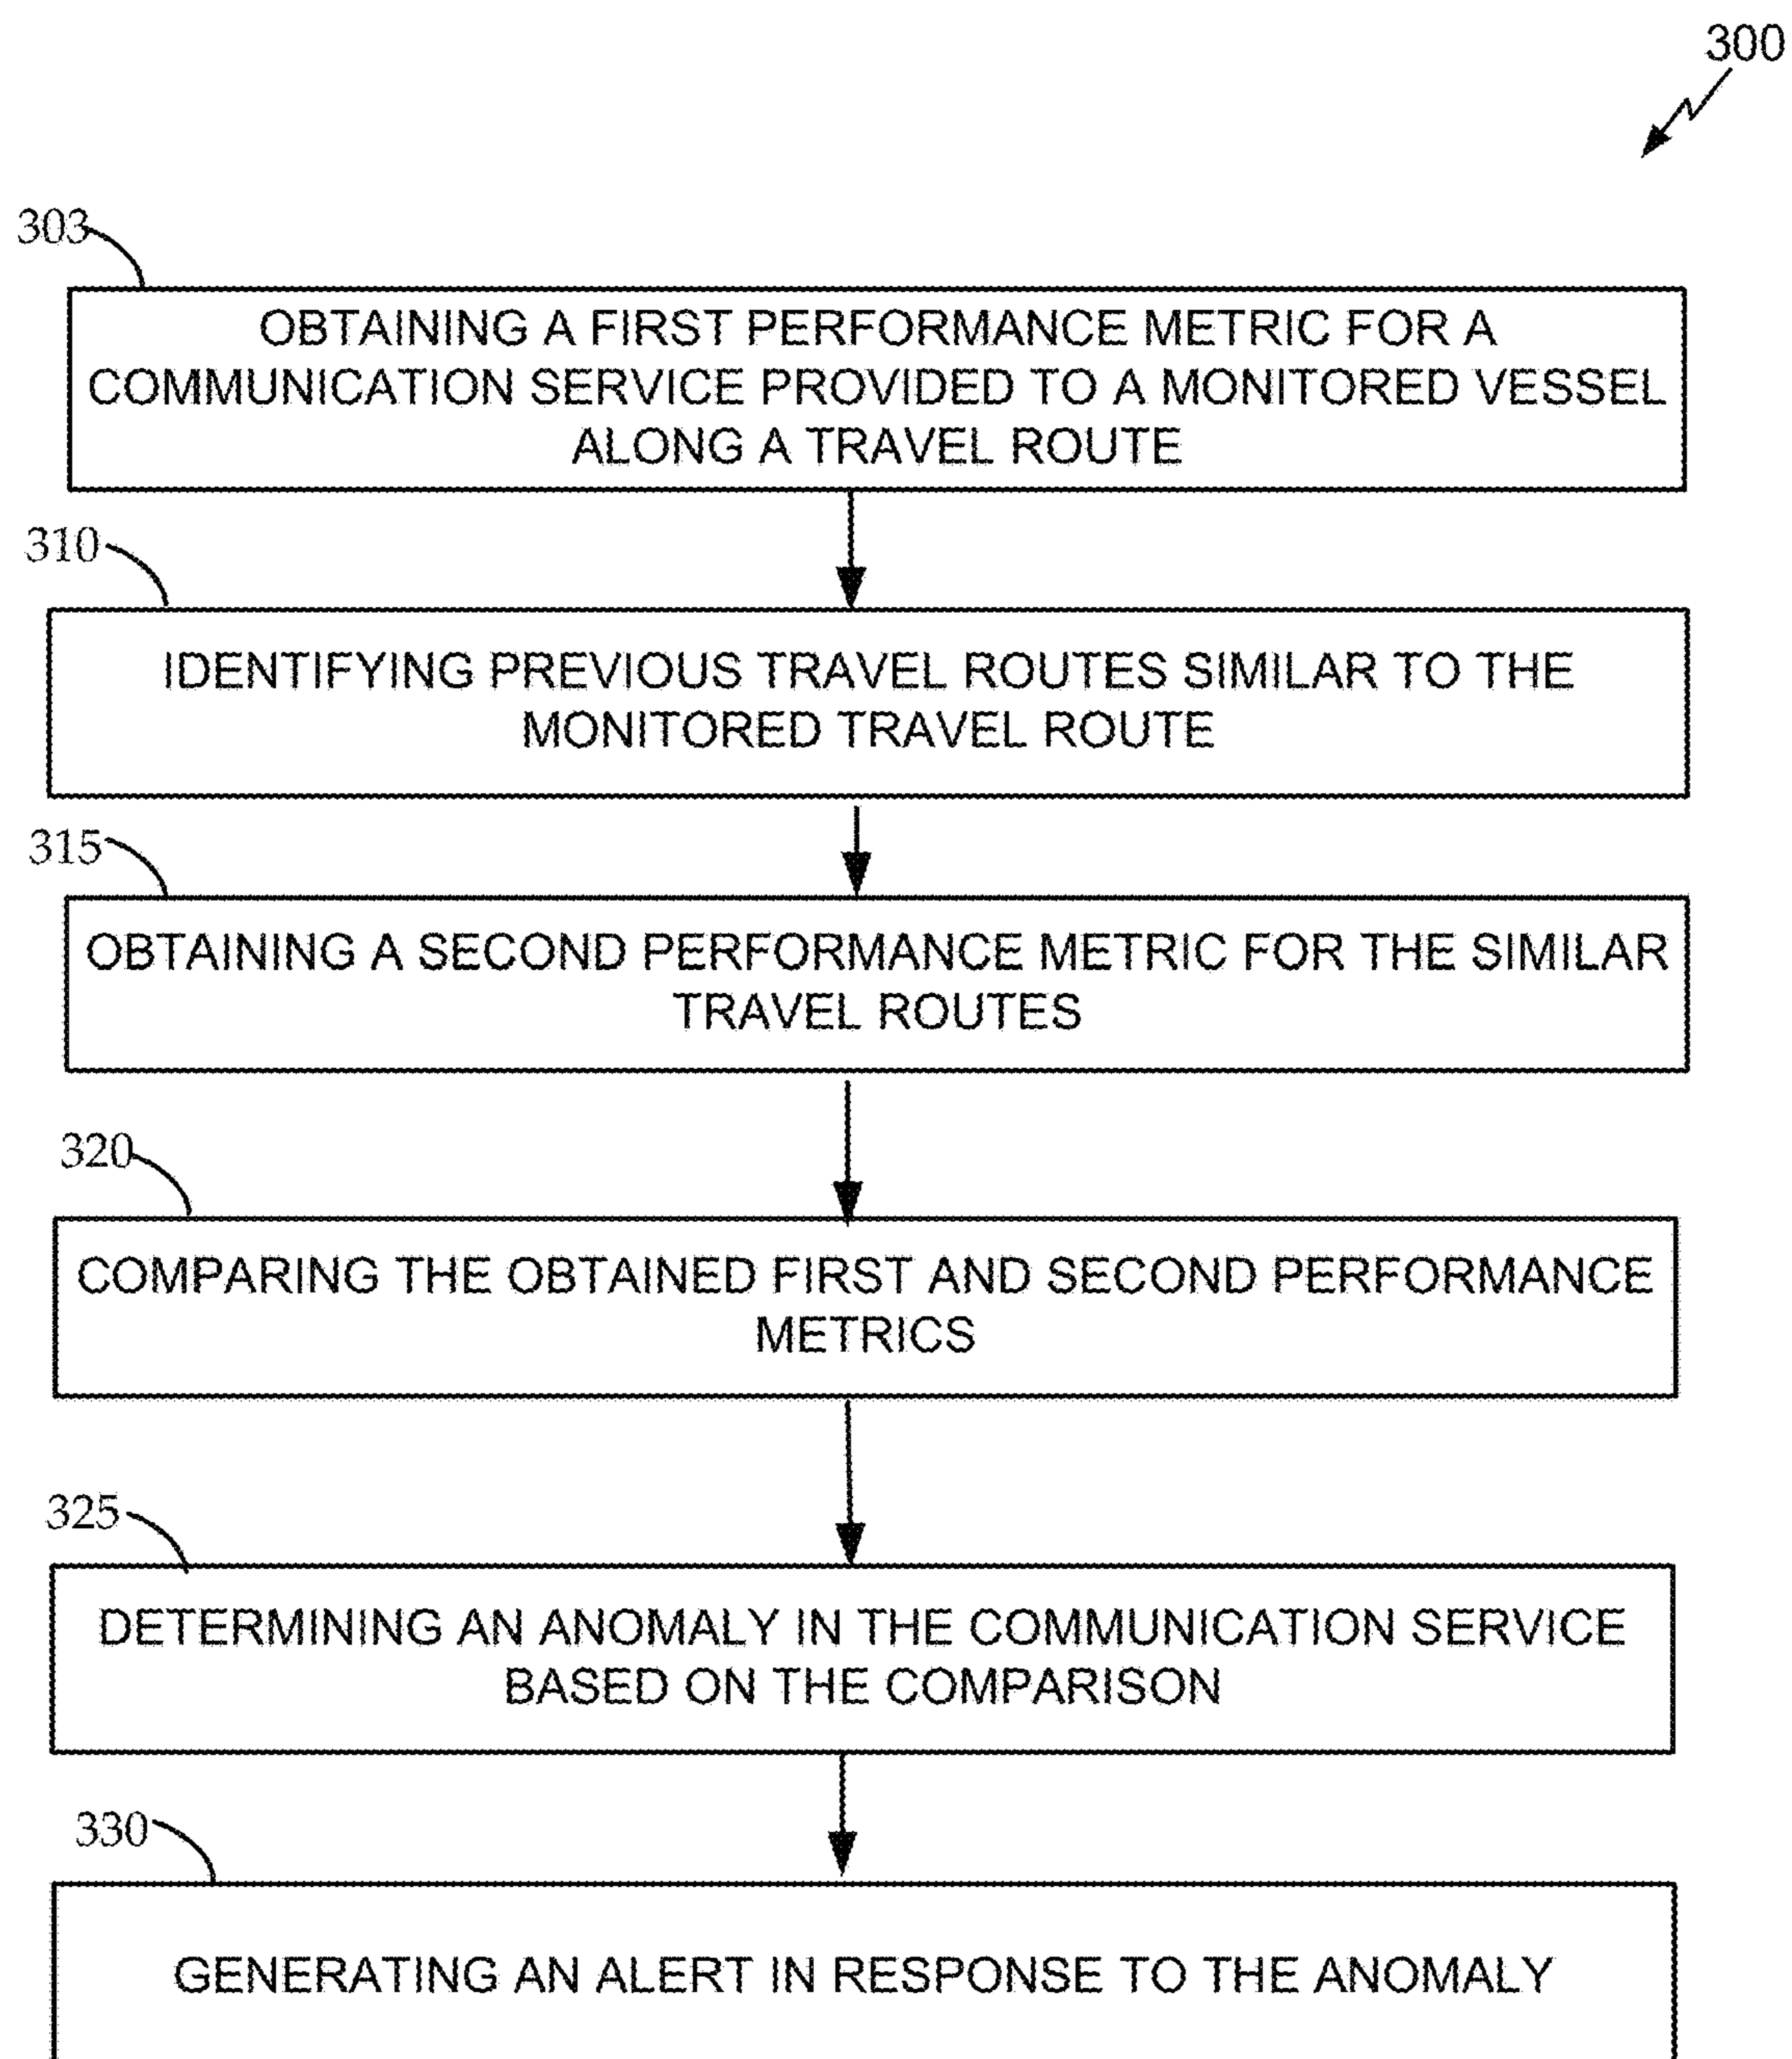 300
303
OBTAINING A FIRST PERFORMANCE METRIC FOR A
COMMUNICATION SERVICE PROVIDED TO A MONITORED VESSEL
ALONG A TRAVEL ROUTE
310
IDENTIFYING PREVIOUS TRAVEL ROUTES SIMILAR TO THE
MONITORED TRAVEL ROUTE
315
OBTAINING A SECOND PERFORMANCE METRIC FOR THE SIMILAR
TRAVEL ROUTES
320
COMPARING THE OBTAINED FIRST AND SECOND PERFORMANCE
METRICS
325
DETERMINING AN ANOMALY IN THE COMMUNICATION SERVICE
BASED ON THE COMPARISON
330
GENERATING AN ALERT IN RESPONSE TO THE ANOMALY